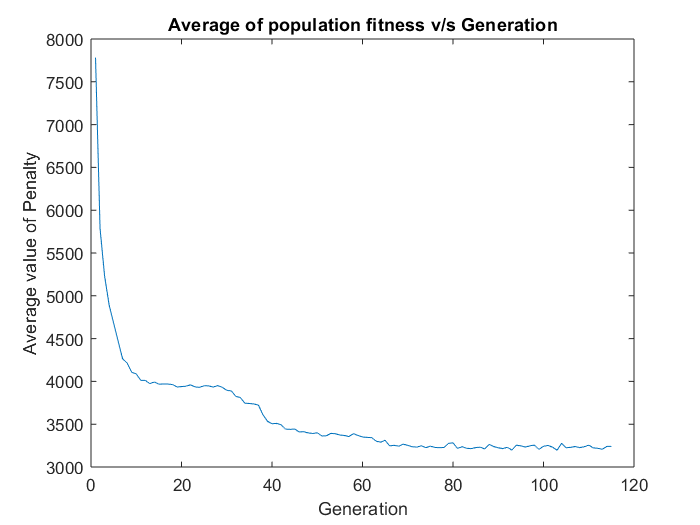 Average of population fitness v/s Generation
8000
7500
7000
6500
6000
5500
5000
4500
4000
3500
3000
Average value of Penalty
0 20 40 60 80 100 120
Generation